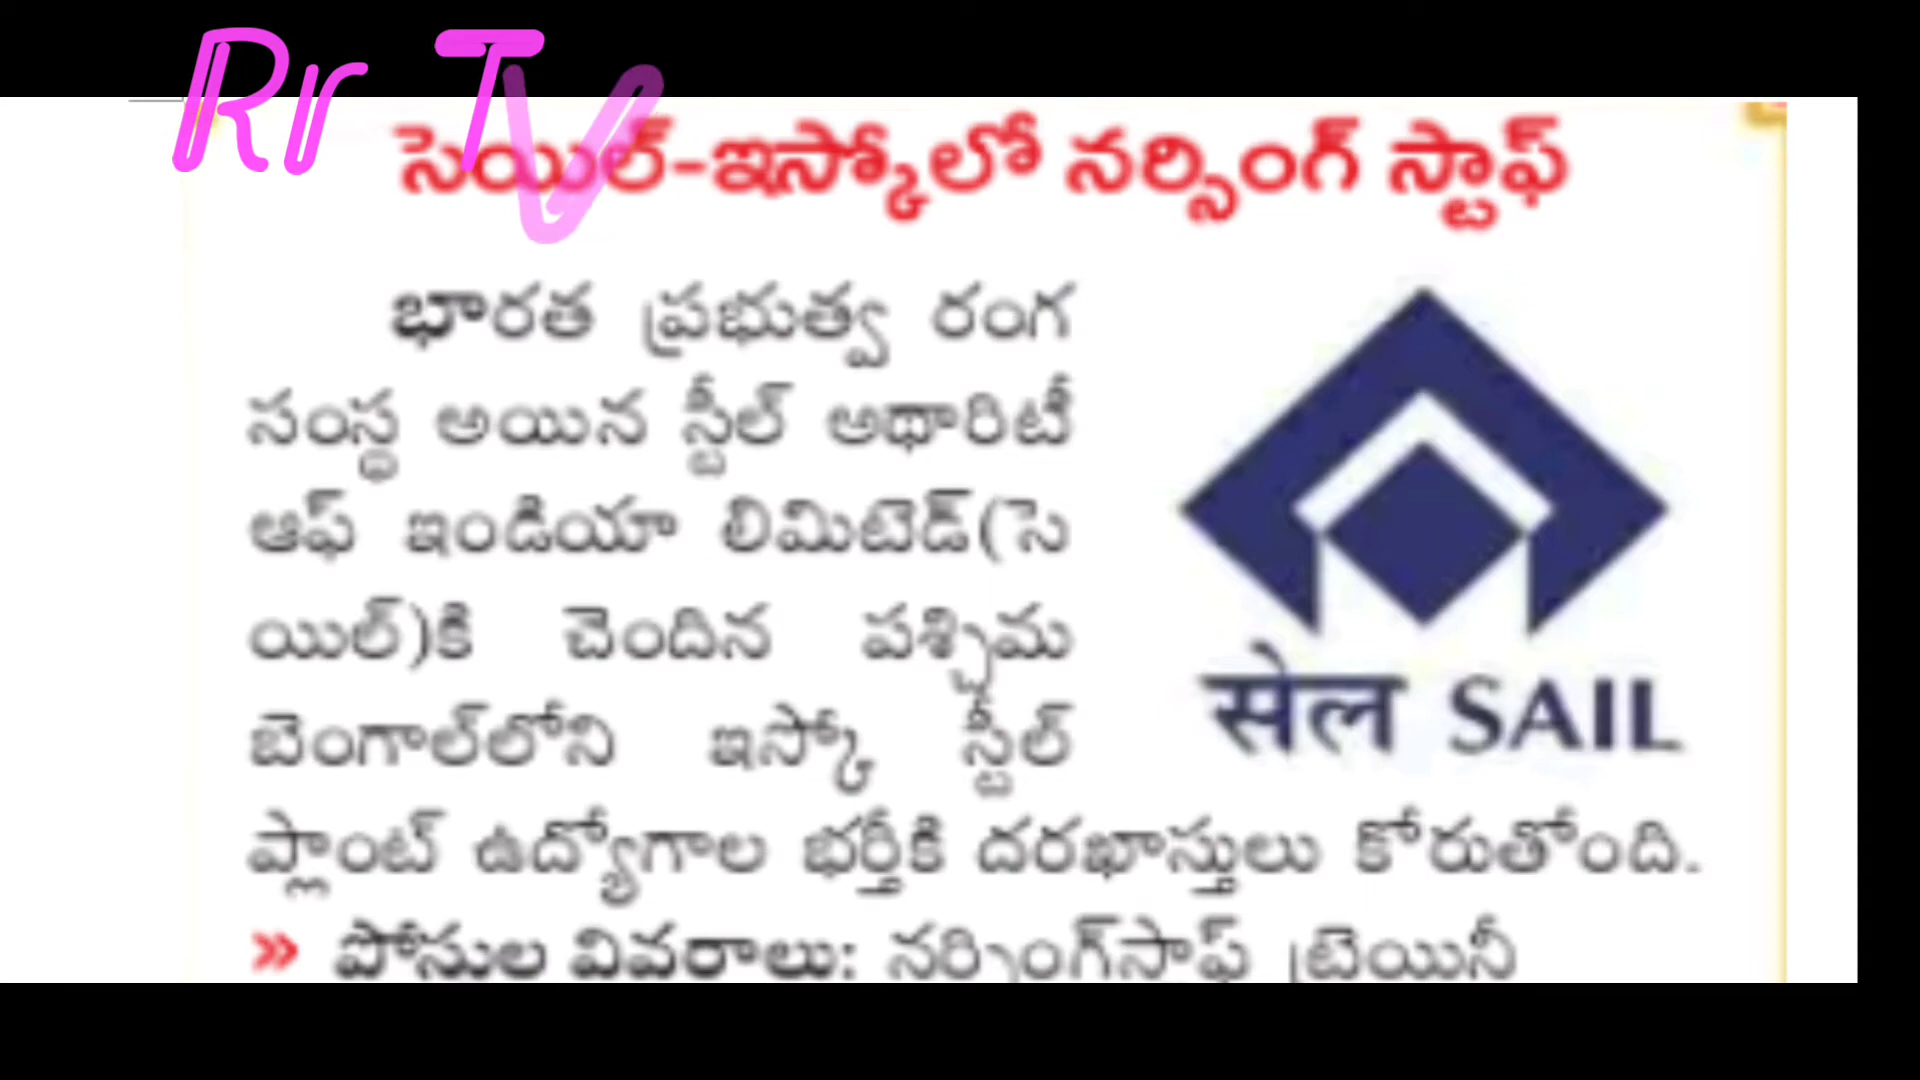 Rr TV
సెయిల్-ఇస్కోలో నర్సింగ్ స్టాఫ్
భారత ప్రభుత్వ రంగ
సంస్థ అయిన స్టీల్ అథారిటీ
ఆఫ్ ఇండియా లిమిటెడ్(సె
యిల్)కి చెందిన పశ్చిమ
బెంగాల్‌లోని ఇస్కో స్టీల్
ప్లాంట్ ఉద్యోగాల భర్తీకి దరఖాస్తులు కోరుతోంది.
सेल SAIL
» పోస్టుల వివరాలు: నర్సింగ్‌స్టాఫ్ ట్రెయినీ